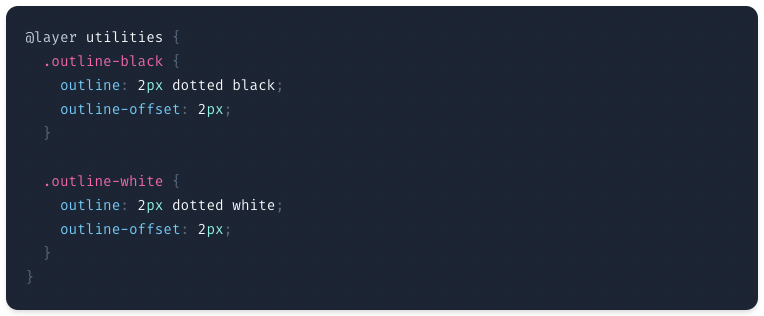 @layer utilities {
  .outline-black {
    outline: 2px dotted black;
    outline-offset: 2px;
  }

  .outline-white {
    outline: 2px dotted white;
    outline-offset: 2px;
  }
}